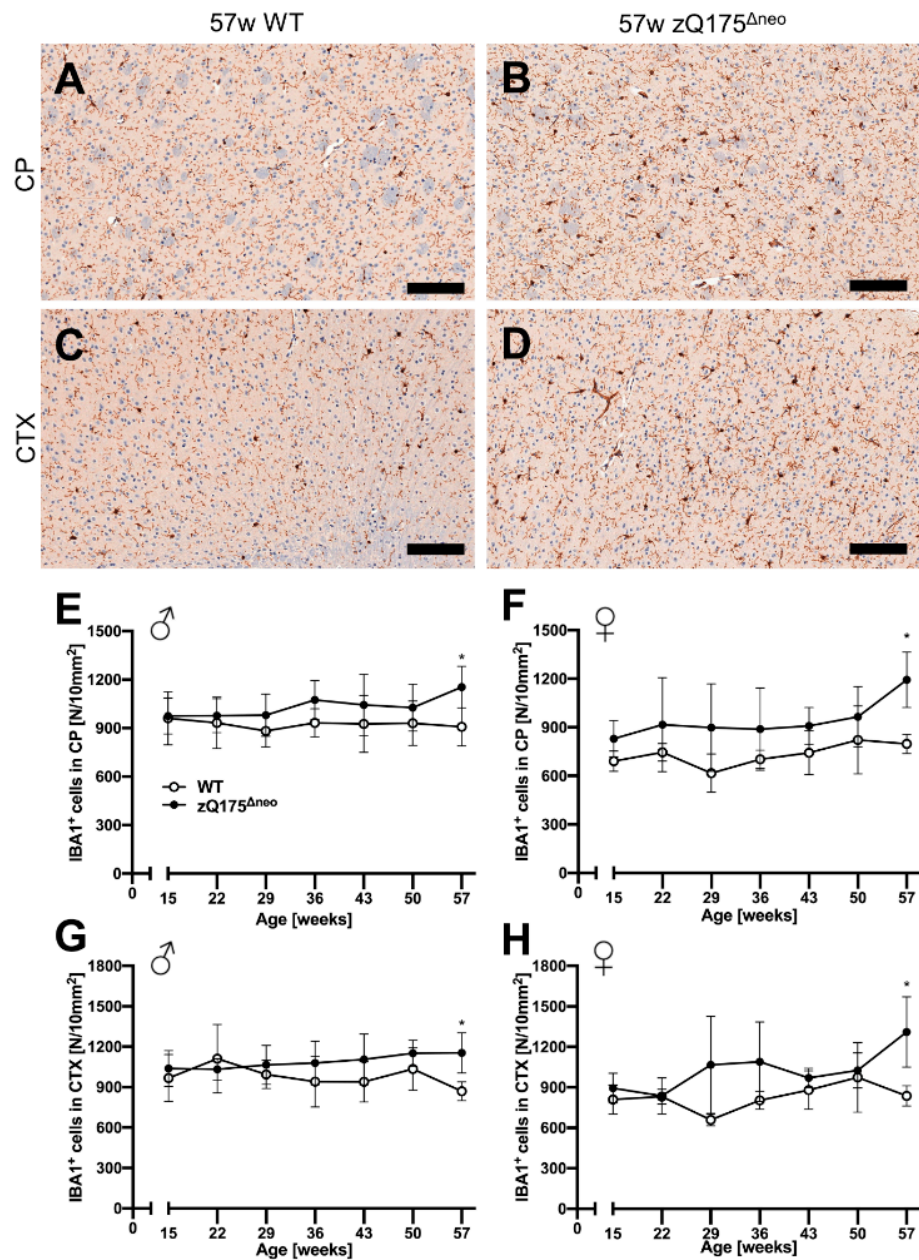 57w WT
57w zQ175Δneo
A
B
CP
C
D
CTX
E
♂
IBA1+ cells in CP [N/10mm²]
1500
1200
900
600
300
0
0
WT
zQ175Δneo
*
15 22 29 36 43 50 57
Age [weeks]
F
♀
IBA1+ cells in CP [N/10mm²]
1500
1200
900
600
300
0
0
*
15 22 29 36 43 50 57
Age [weeks]
G
♂
IBA1+ cells in CTX [N/10mm²]
1800
1500
1200
900
600
300
0
0
*
15 22 29 36 43 50 57
Age [weeks]
H
♀
IBA1+ cells in CTX [N/10mm²]
1800
1500
1200
900
600
300
0
0
*
15 22 29 36 43 50 57
Age [weeks]